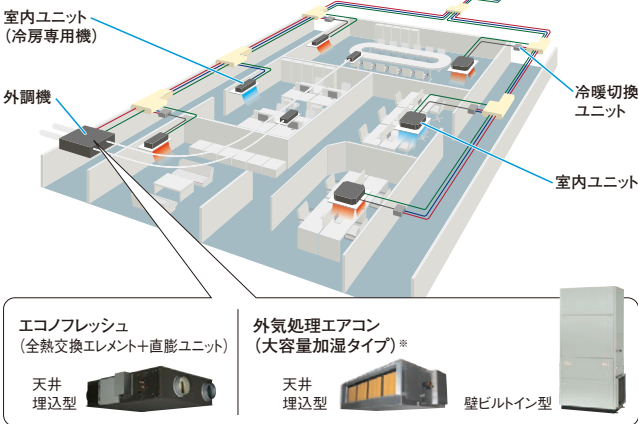 室内ユニット
(冷房専用機)
外調機
冷暖切換
ユニット
室内ユニット
エコノフレッシュ
(全熱交換エレメント+直膨ユニット)
天井
埋込型
外気処理エアコン
(大容量加湿タイプ)※
天井
埋込型
壁ビルトイン型